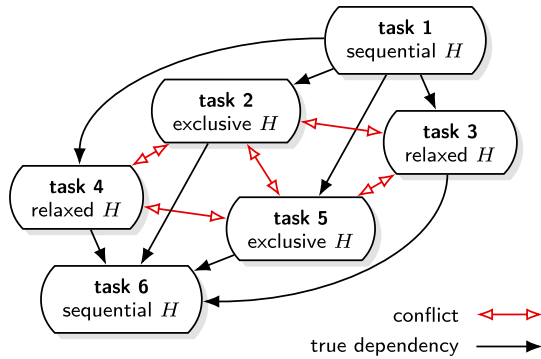 task 1
sequential H
task 2
exclusive H
task 3
relaxed H
task 4
relaxed H
task 5
exclusive H
task 6
sequential H
conflict
true dependency